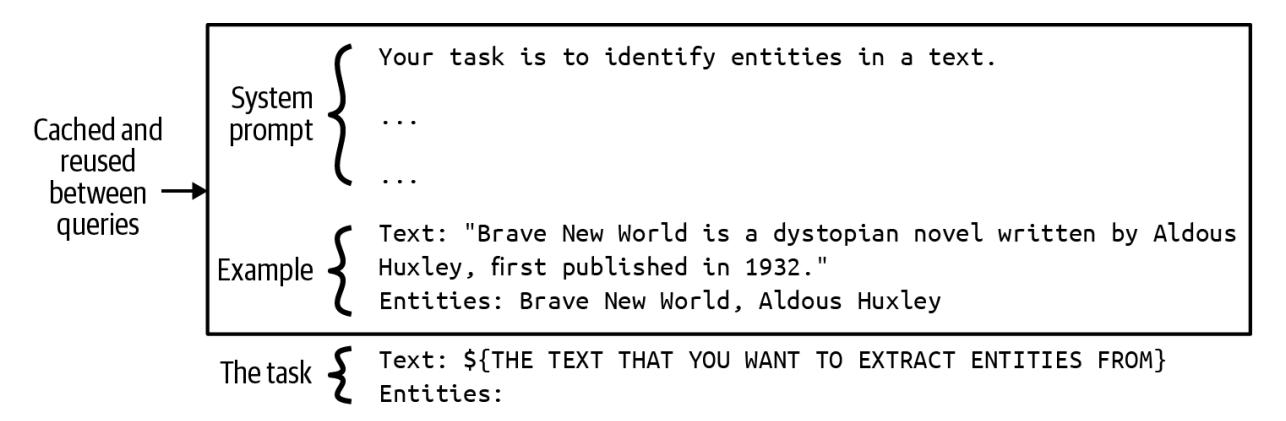 Cached and
reused
between
queries
System
prompt
Your task is to identify entities in a text.
...
...
Example
Text: "Brave New World is a dystopian novel written by Aldous
Huxley, first published in 1932."
Entities: Brave New World, Aldous Huxley
The task
Text: ${THE TEXT THAT YOU WANT TO EXTRACT ENTITIES FROM}
Entities: